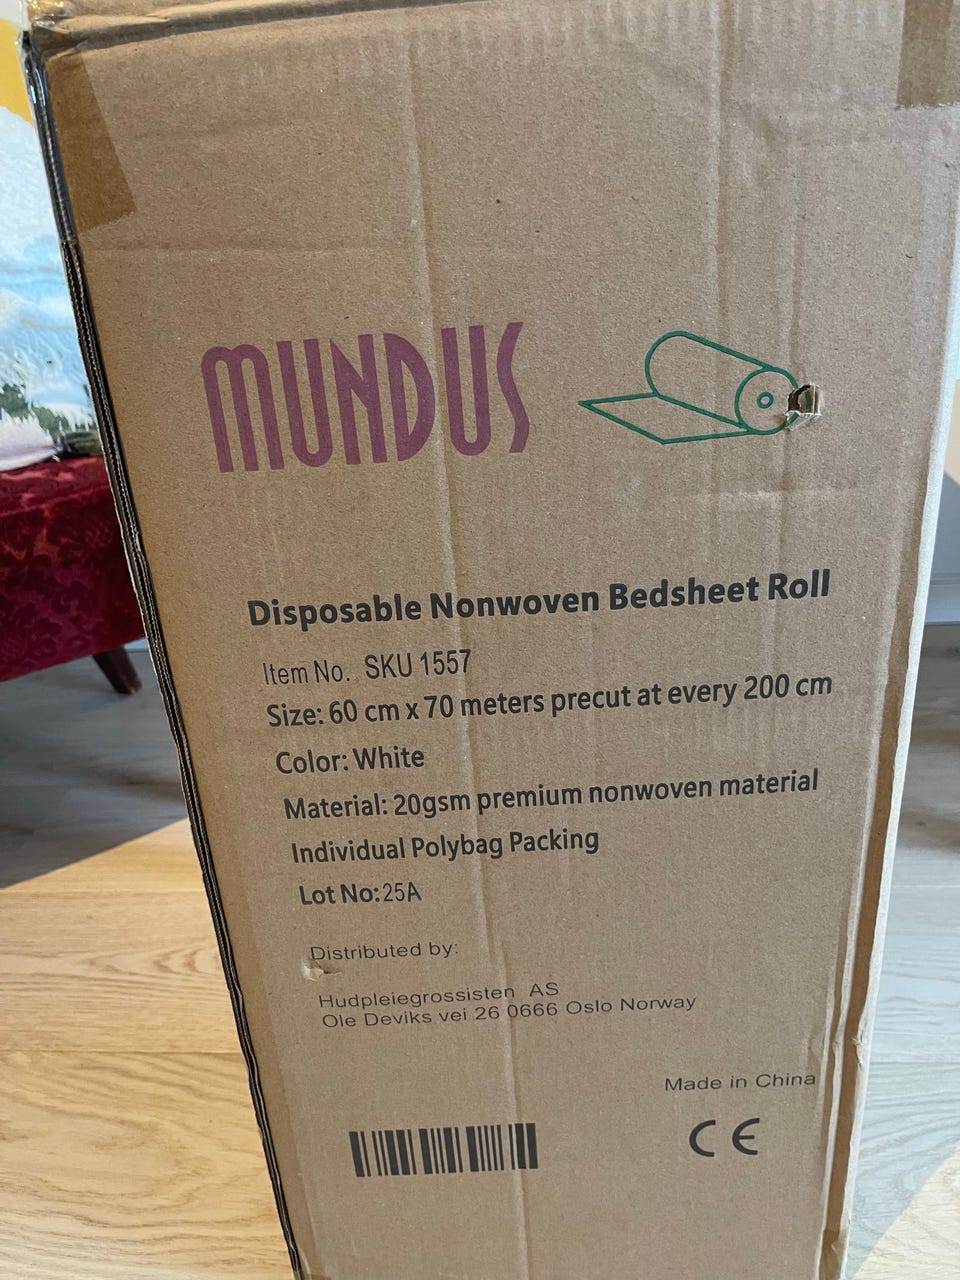 MUNDUS
Disposable Nonwoven Bedsheet Roll
Item No. SKU 1557
Size: 60 cm x 70 meters precut at every 200 cm
Color: White
Material: 20gsm premium nonwoven material
Individual Polybag Packing
Lot No:25A
Distributed by:
Hudpleiegrossisten AS
Ole Deviks vei 26 0666 Oslo Norway
Made in China
CE